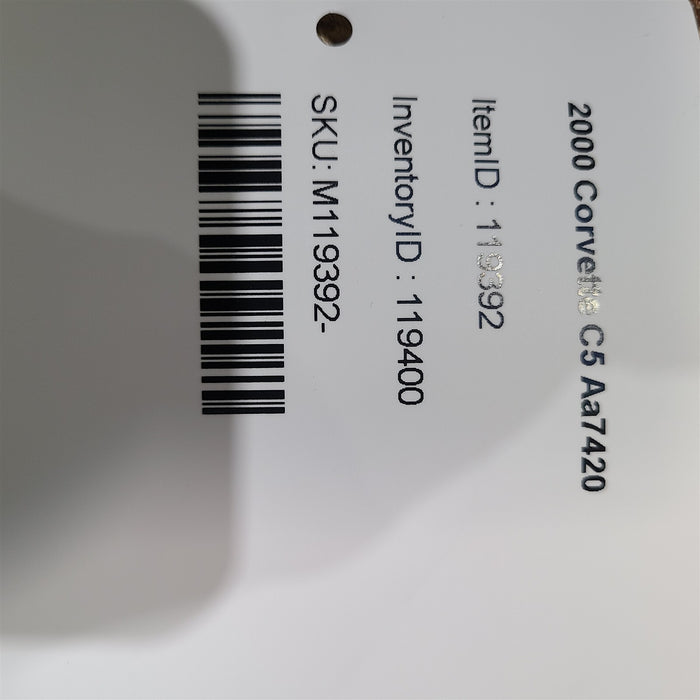 2000 Corvette C5 Aa7420
ItemID : 119392
InventoryID : 119400
SKU: M119392-